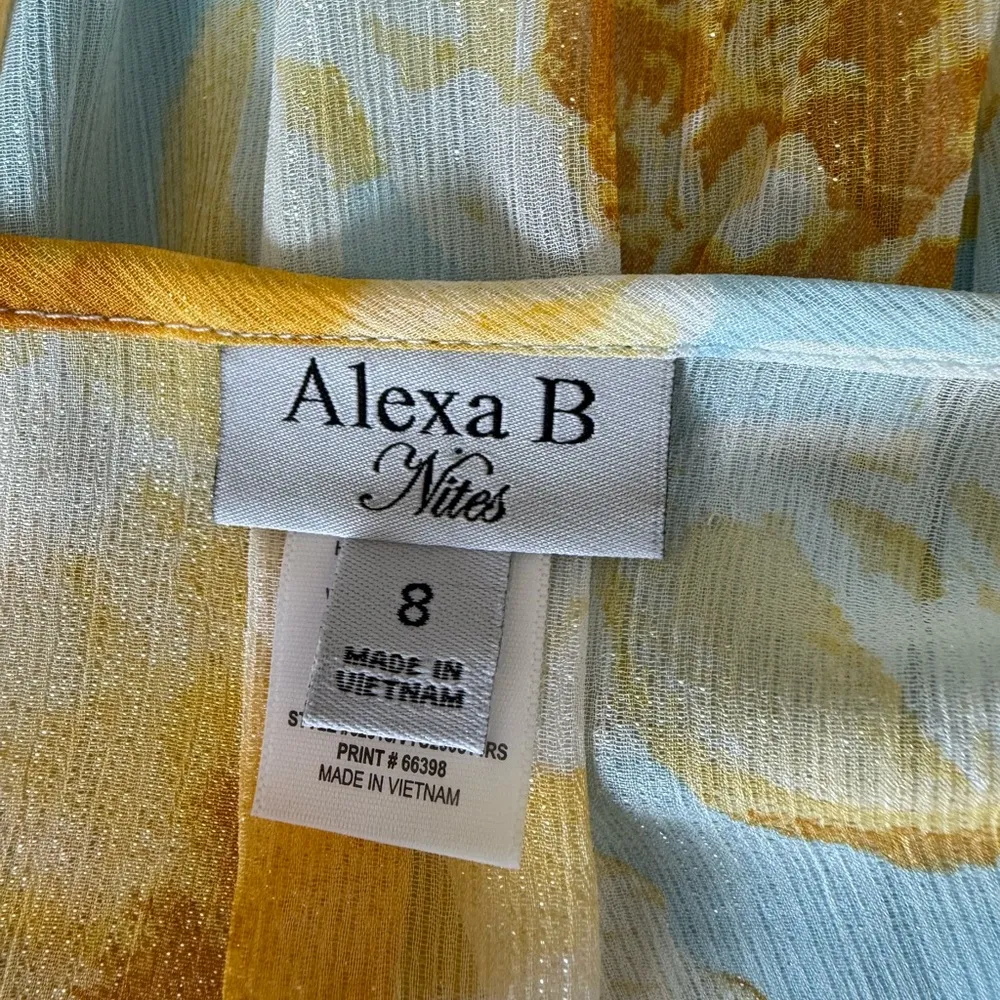 Alexa B
Nites
8
MADE IN
VIETNAM
PRINT # 66398
MADE IN VIETNAM